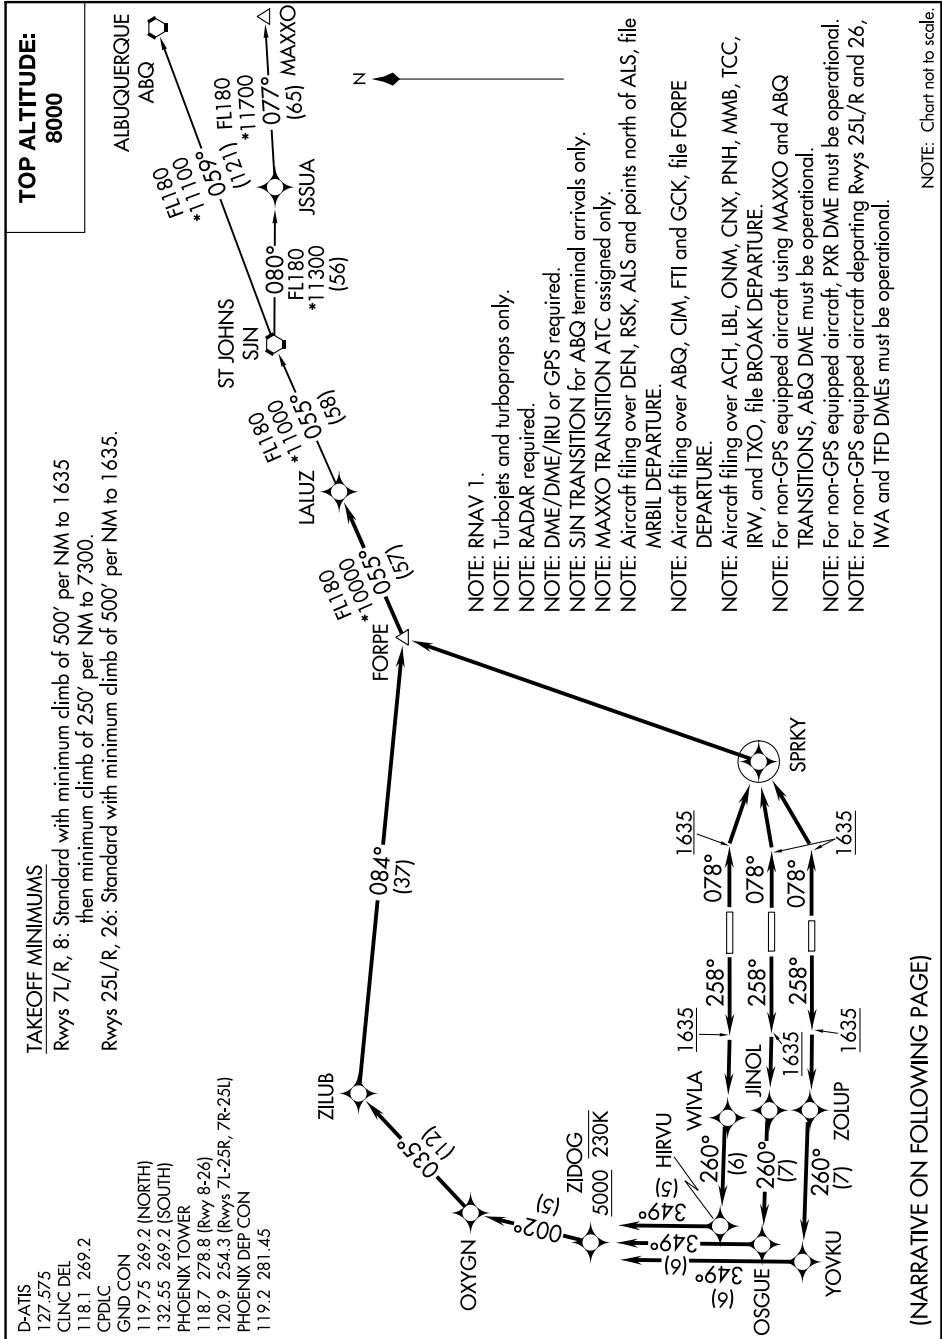 TOP ALTITUDE:
8000
D-ATIS
127.575
CLNC DEL
118.1 269.2
CPDLC
GND CON
119.75 269.2 (NORTH)
132.55 269.2 (SOUTH)
PHOENIX TOWER
118.7 278.8 (Rwy 8-26)
120.9 254.3 (Rwys 7L-25R, 7R-25L)
PHOENIX DEP CON
119.2 281.45
TAKEOFF MINIMUMS
Rwys 7L/R, 8: Standard with minimum climb of 500' per NM to 1635
then minimum climb of 250' per NM to 7300.
Rwys 25L/R, 26: Standard with minimum climb of 500' per NM to 1635.
ALBUQUERQUE
ABQ
FL180
*11100
059°
(121)
FL180
*11700
077°
(65)
MAXXO
JSSUA
080°
FL180
*11300
(56)
ST JOHNS
SJN
FL180
*11000
055°
(58)
LALUZ
FL180
*10000
055°
(57)
FORPE
N
084°
(37)
ZILUB
035°
(12)
OXYGN
002°
(5)
ZIDOG
5000 230K
HIRVU
(5)
349°
349°
(6)
349°
(6)
OSGUE
YOVKU
WIVLA
260°
(6)
JINOL
260°
(7)
ZOLUP
260°
(7)
1635
1635
1635
258°
258°
258°
078°
078°
078°
1635
1635
SPRKY
NOTE: RNAV 1.
NOTE: Turbojets and turboprops only.
NOTE: RADAR required.
NOTE: DME/DME/IRU or GPS required.
NOTE: SJN TRANSITION for ABQ terminal arrivals only.
NOTE: MAXXO TRANSITION ATC assigned only.
NOTE: Aircraft filing over DEN, RSK, ALS and points north of ALS, file
MRBIL DEPARTURE.
NOTE: Aircraft filing over ABQ, CIM, FTI and GCK, file FORPE
DEPARTURE.
NOTE: Aircraft filing over ACH, LBL, ONM, CNX, PNH, MMB, TCC,
IRW, and TXO, file BROAK DEPARTURE.
NOTE: For non-GPS equipped aircraft using MAXXO and ABQ
TRANSITIONS, ABQ DME must be operational.
NOTE: For non-GPS equipped aircraft, PXR DME must be operational.
NOTE: For non-GPS equipped aircraft departing Rwys 25L/R and 26,
IWA and TFD DMEs must be operational.
NOTE: Chart not to scale.
(NARRATIVE ON FOLLOWING PAGE)